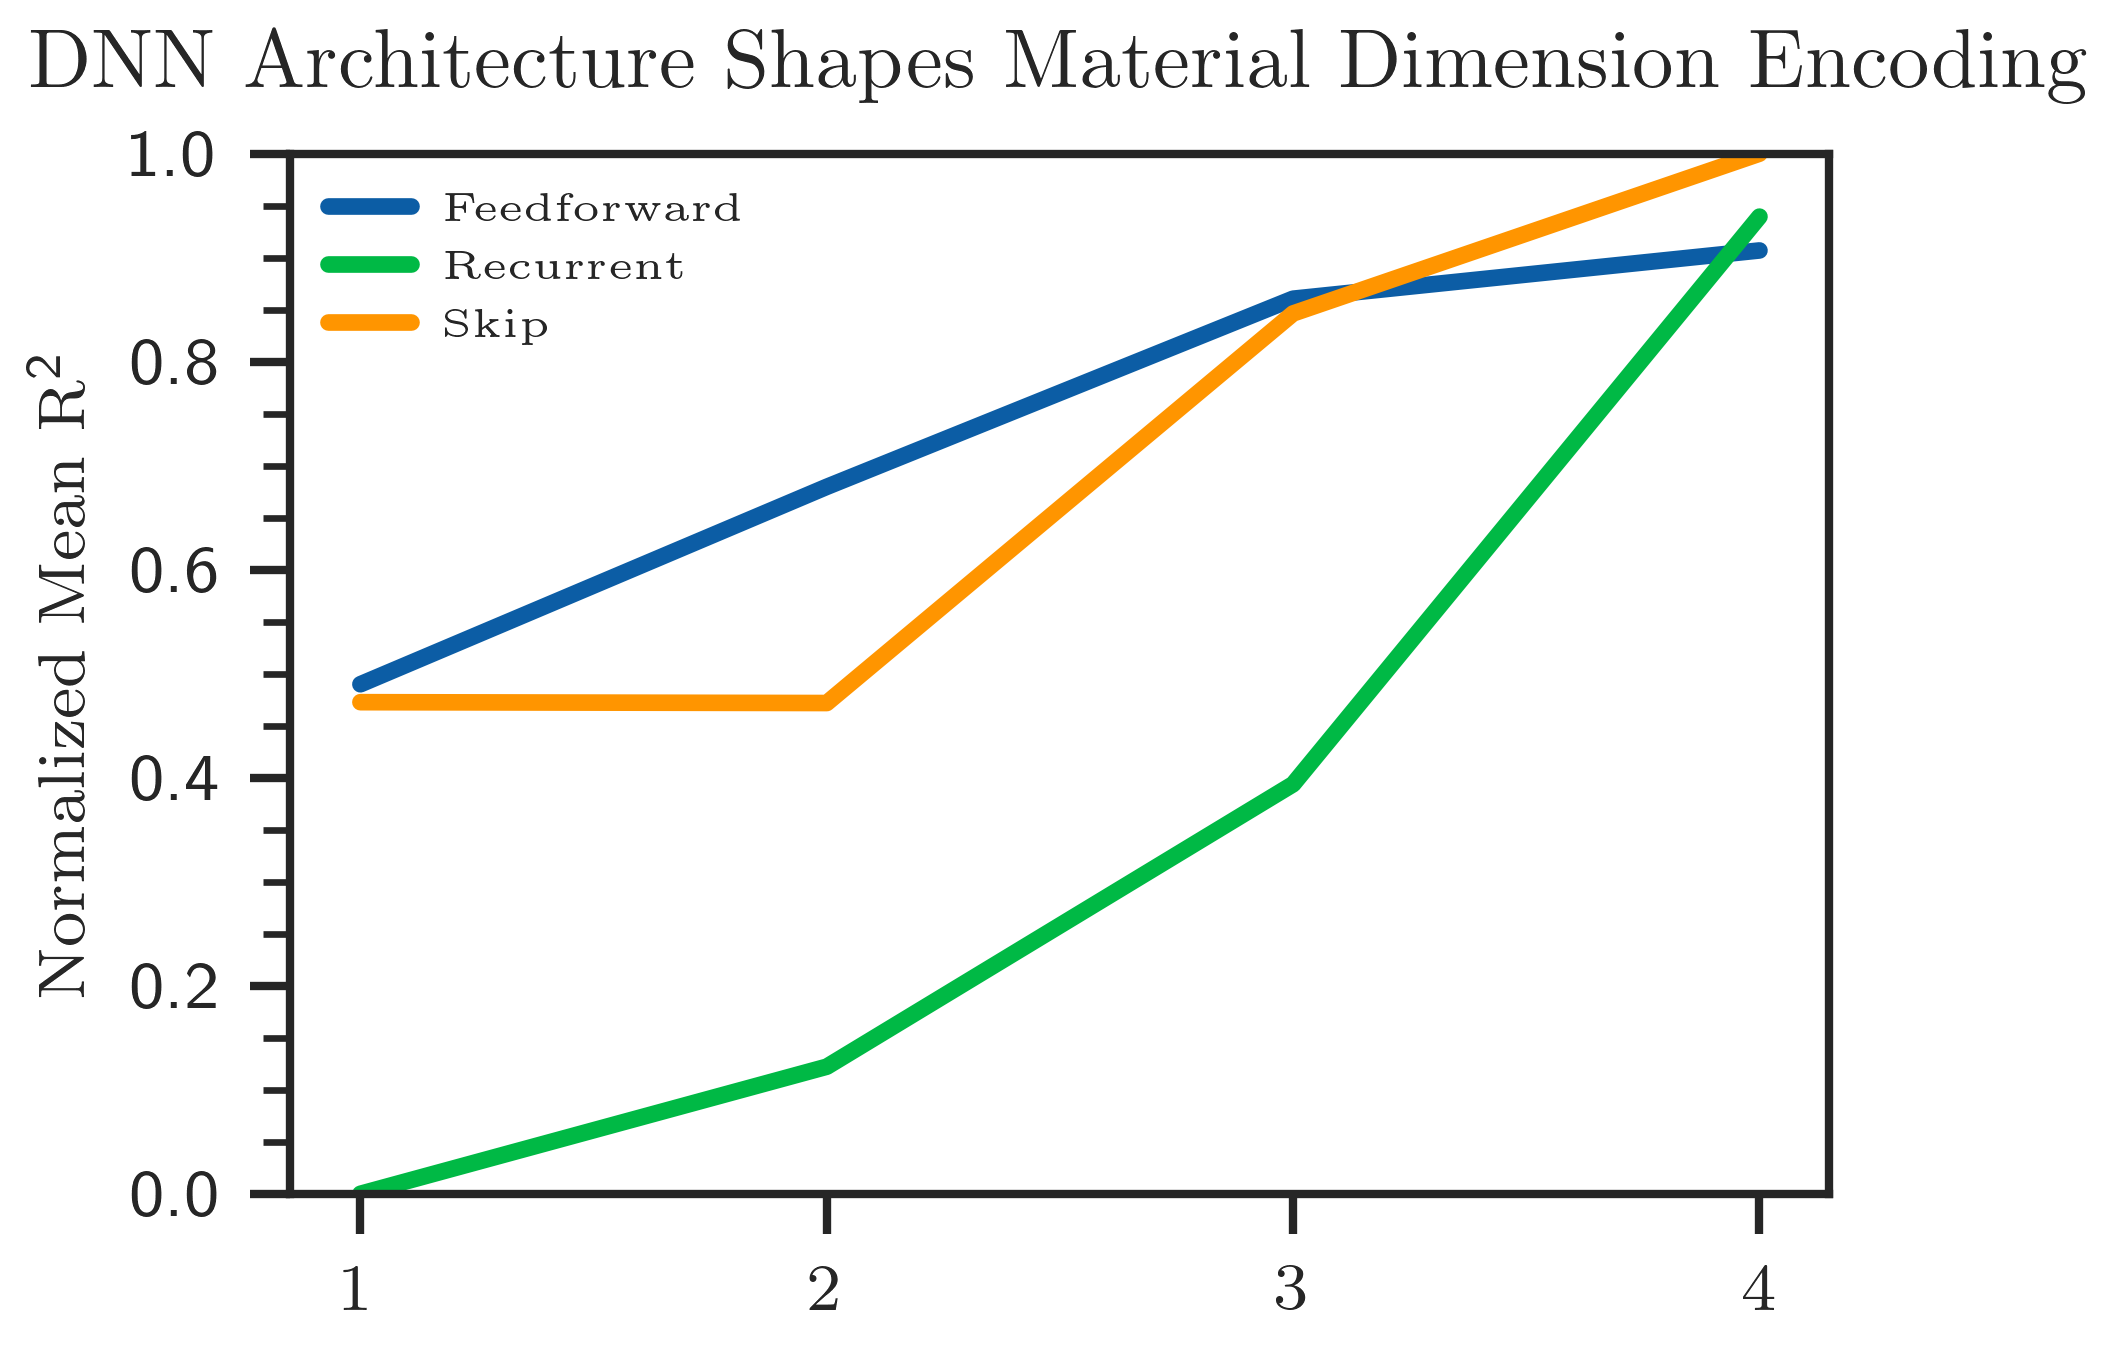 DNN Architecture Shapes Material Dimension Encoding
Normalized Mean R²
1.0
0.8
0.6
0.4
0.2
0.0
Feedforward
Recurrent
Skip
1 2 3 4